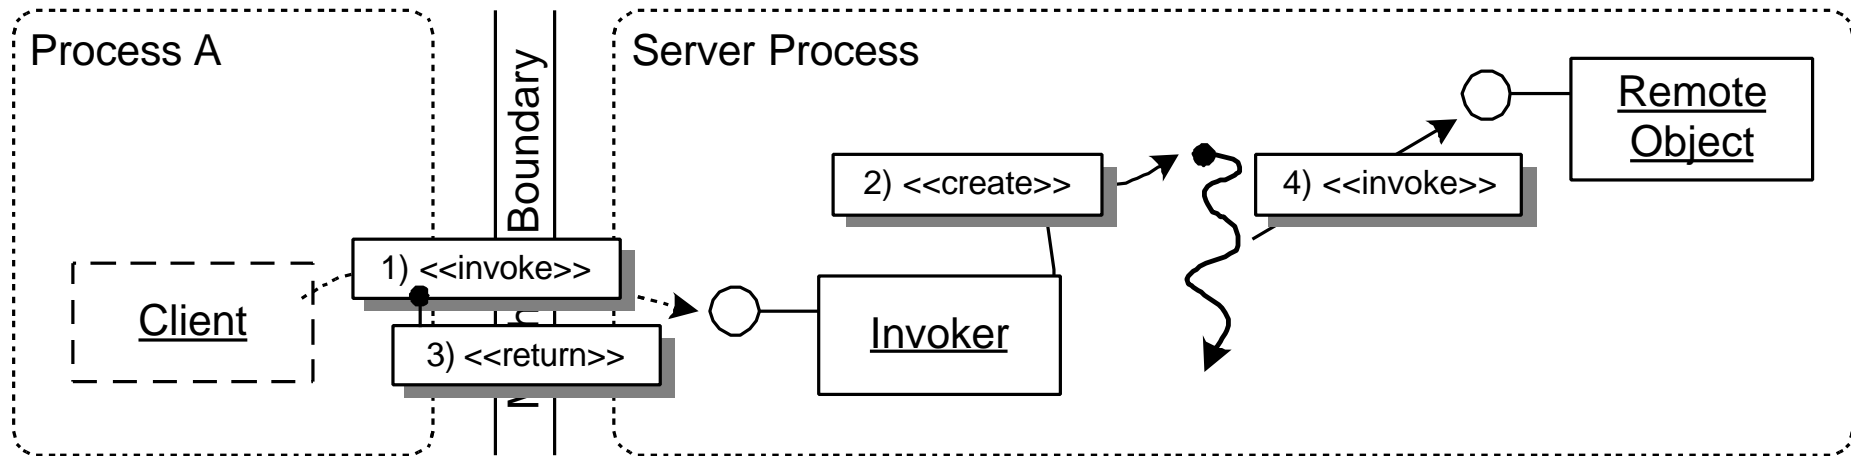 Process A
Boundary
Server Process
Remote
Object
2) <<create>>
4) <<invoke>>
1) <<invoke>>
Client
Invoker
3) <<return>>